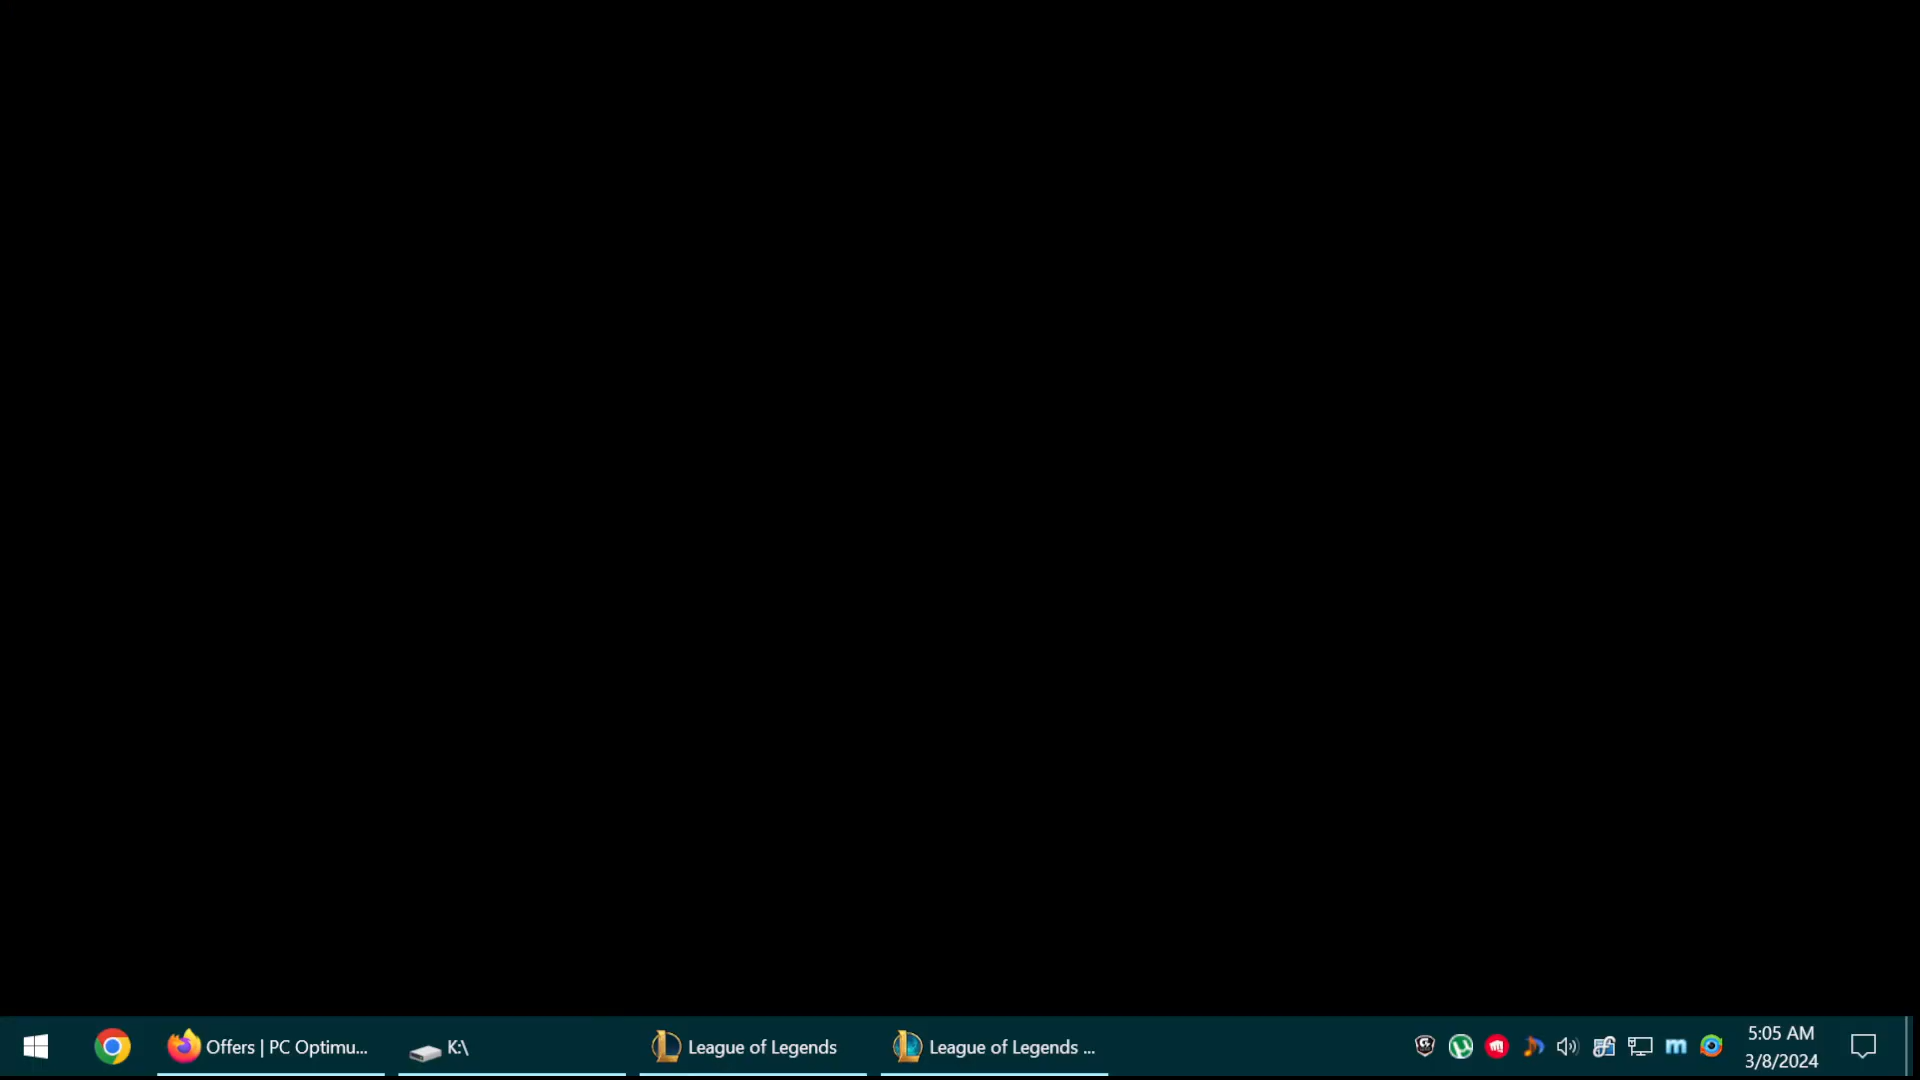 Offers | PC Optimu...
K:\
League of Legends
League of Legends ...
5:05 AM
3/8/2024